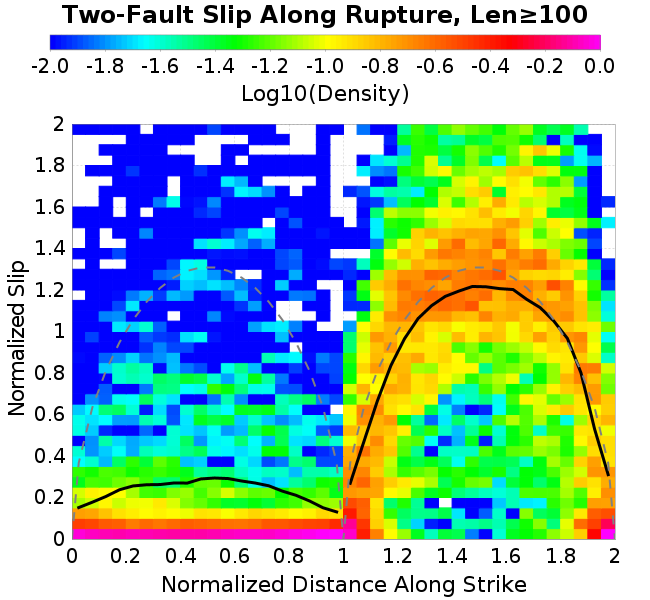 Two-Fault Slip Along Rupture, Len≥100
-2.0 -1.8 -1.6 -1.4 -1.2 -1.0 -0.8 -0.6 -0.4 -0.2 0.0
Log10(Density)
Normalized Slip
2
1.8
1.6
1.4
1.2
1
0.8
0.6
0.4
0.2
0
0 0.2 0.4 0.6 0.8 1 1.2 1.4 1.6 1.8 2
Normalized Distance Along Strike